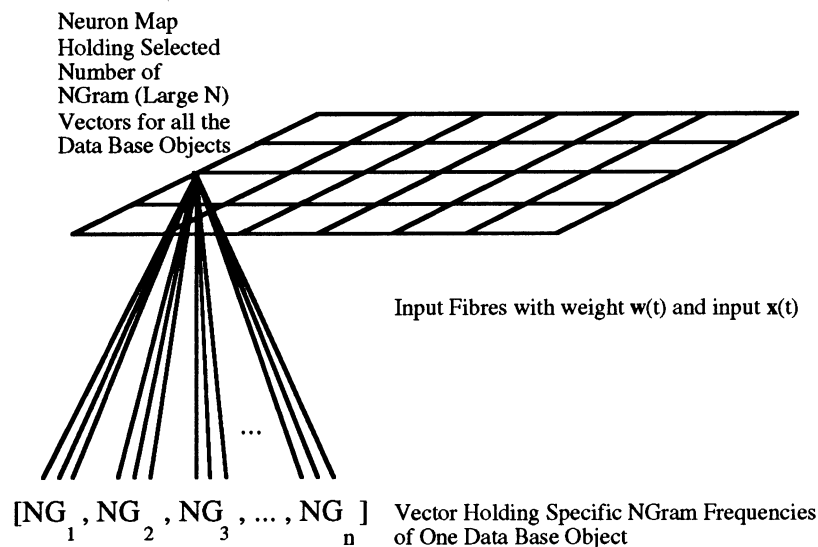 Neuron Map
Holding Selected
Number of
NGram (Large N)
Vectors for all the
Data Base Objects
Input Fibres with weight w(t) and input x(t)
...
[NG1, NG2, NG3, ..., NGn]
Vector Holding Specific NGram Frequencies
of One Data Base Object